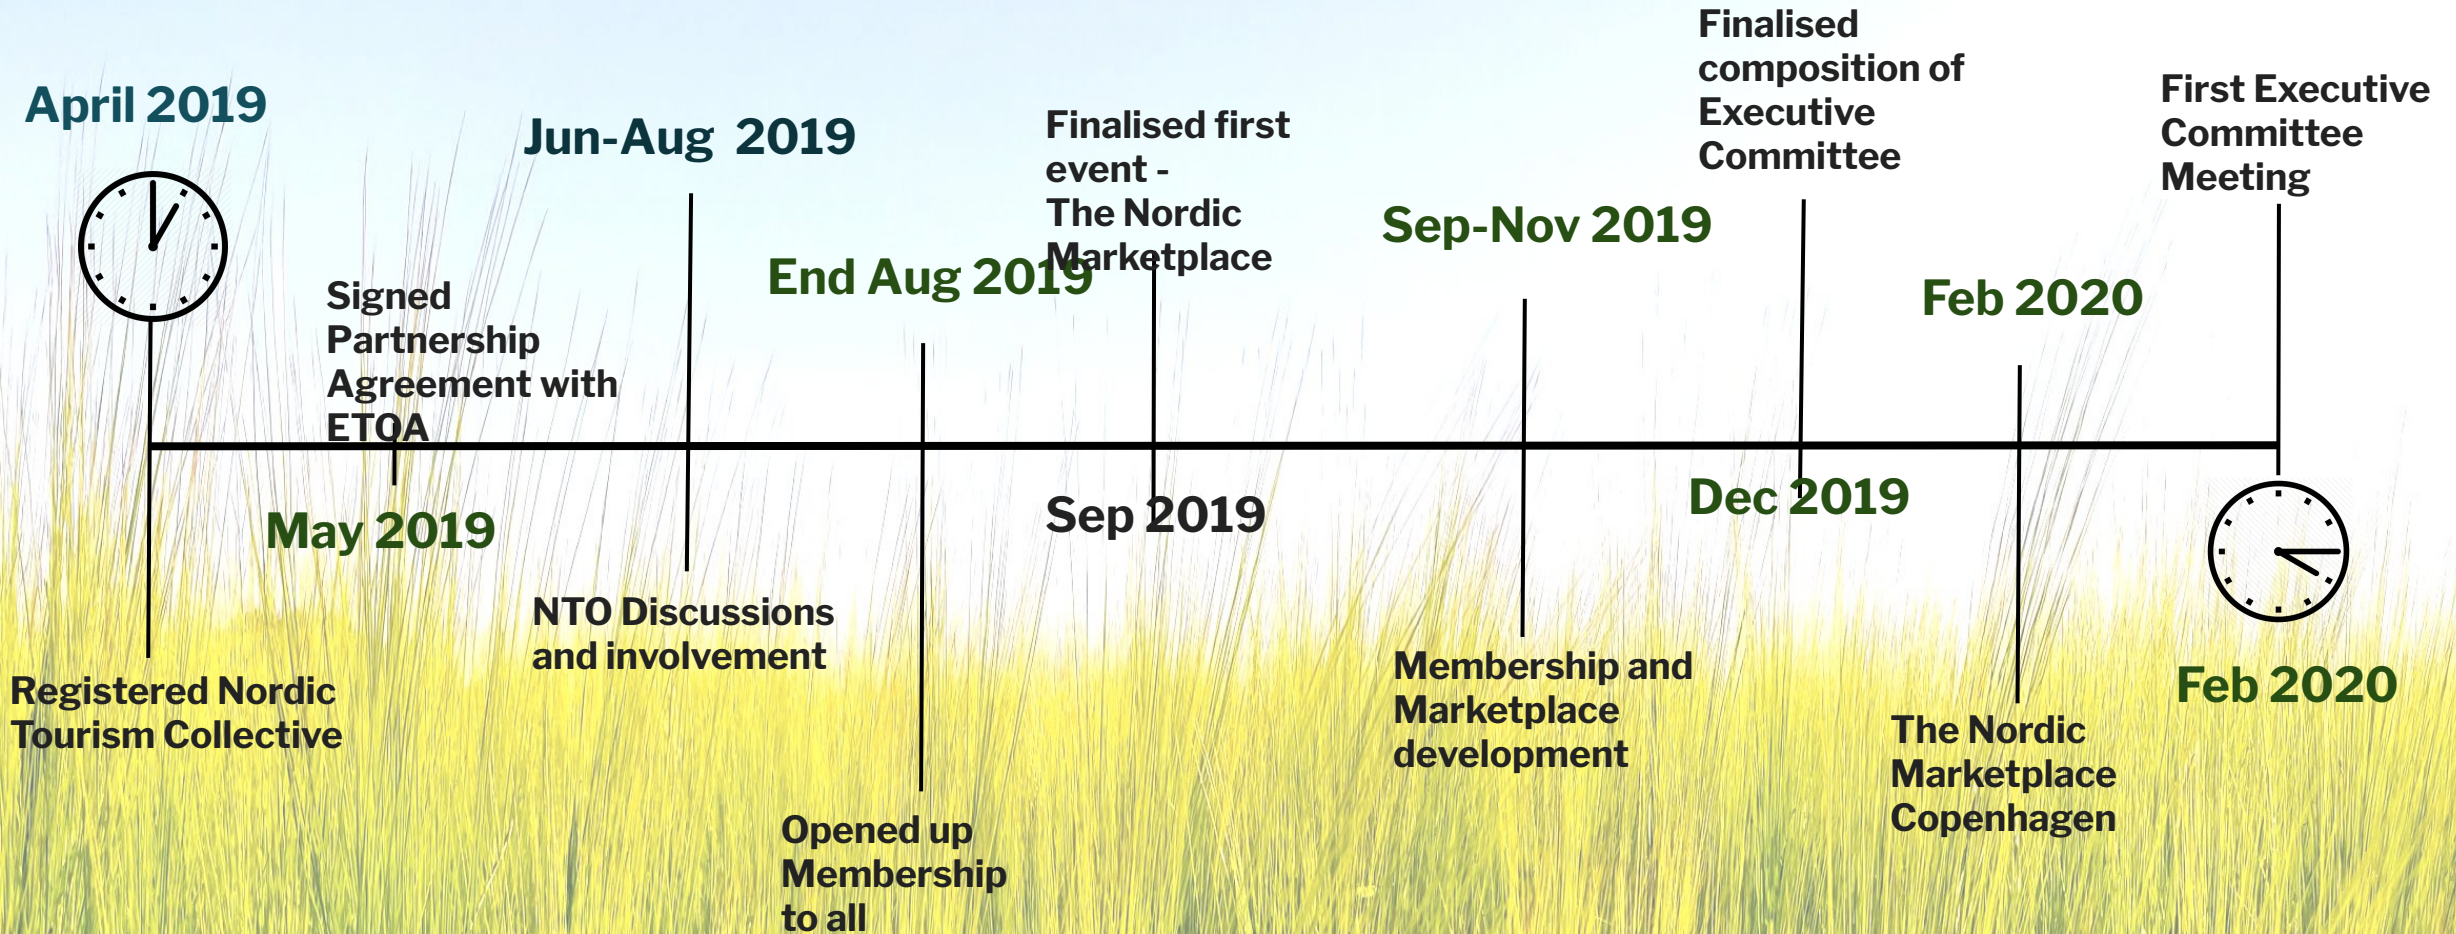 April 2019
Registered Nordic
Tourism Collective
Signed
Partnership
Agreement with
ETOA
May 2019
Jun-Aug 2019
NTO Discussions
and involvement
End Aug 2019
Opened up
Membership
to all
Finalised first
event -
The Nordic
Marketplace
Sep 2019
Sep-Nov 2019
Membership and
Marketplace
development
Finalised
composition of
Executive
Committee
Dec 2019
Feb 2020
The Nordic
Marketplace
Copenhagen
First Executive
Committee
Meeting
Feb 2020